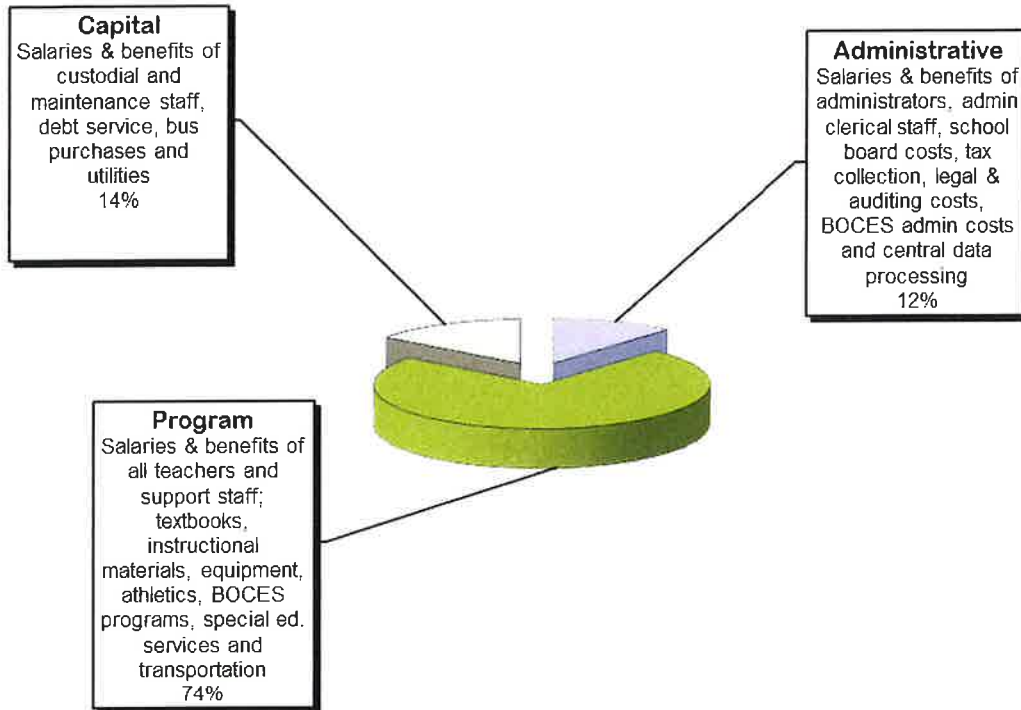 Capital
Salaries & benefits of
custodial and
maintenance staff,
debt service, bus
purchases and
utilities
14%
Administrative
Salaries & benefits of
administrators, admin
clerical staff, school
board costs, tax
collection, legal &
auditing costs,
BOCES admin costs
and central data
processing
12%
Program
Salaries & benefits of
all teachers and
support staff;
textbooks,
instructional
materials, equipment,
athletics, BOCES
programs, special ed.
services and
transportation
74%